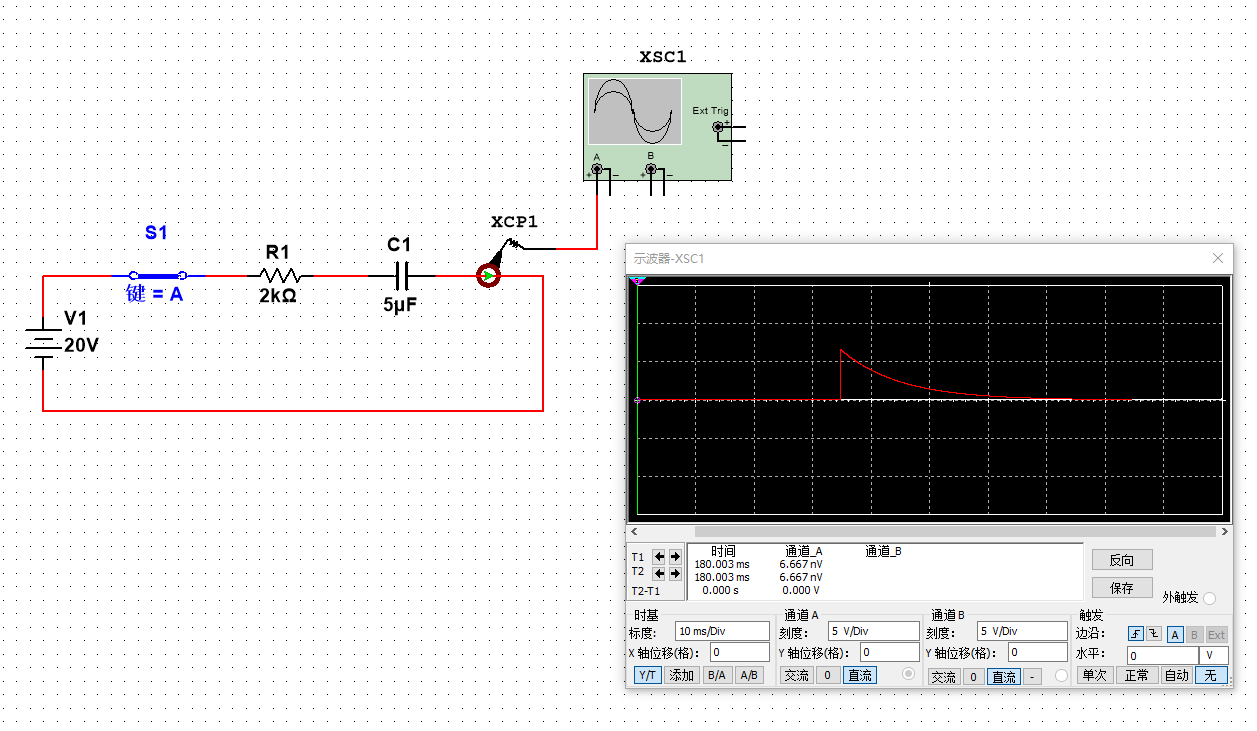 XSC1
Ext Trig
+
−
A
B
+ − + −
XCP1
S1
键 = A
R1
2kΩ
C1
5µF
V1
20V
示波器-XSC1
时间 通道_A 通道_B
T1 180.003 ms 6.667 nV
T2 180.003 ms 6.667 nV
T2-T1 0.000 s 0.000 V
反向
保存
外触发
时基
标度: 10 ms/Div
X 轴位移(格): 0
Y/T 添加 B/A A/B
通道 A
刻度: 5 V/Div
Y 轴位移(格): 0
交流 0 直流
通道 B
刻度: 5 V/Div
Y 轴位移(格): 0
交流 0 直流 -
触发
边沿: A B Ext
水平: 0 V
单次 正常 自动 无